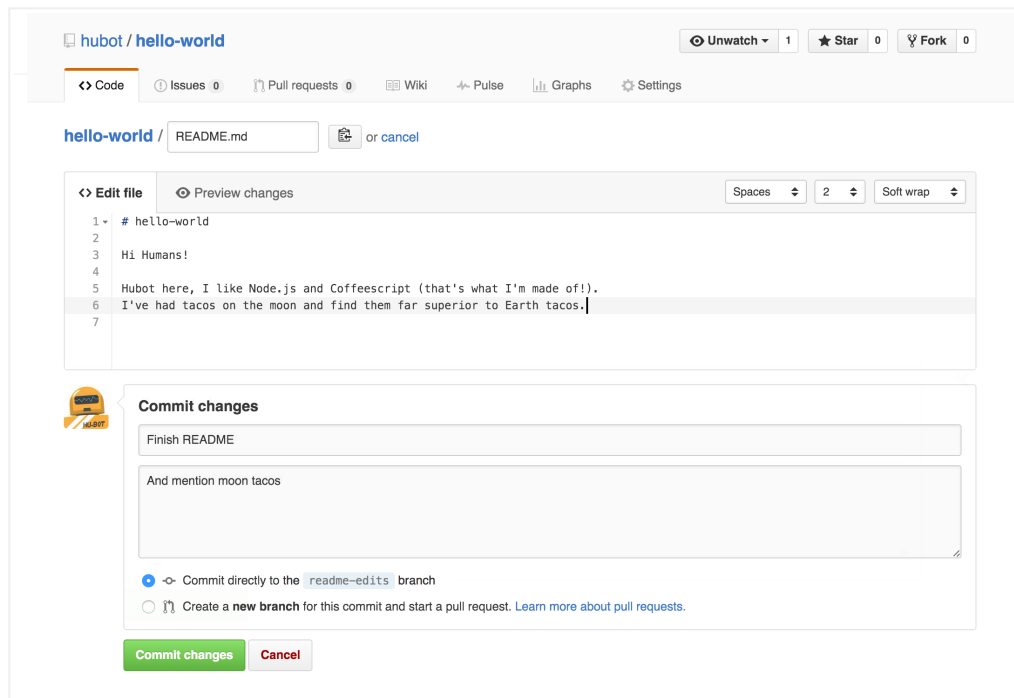 hubot / hello-world
Unwatch 1 Star 0 Fork 0
Code Issues 0 Pull requests 0 Wiki Pulse Graphs Settings
hello-world / README.md or cancel
<> Edit file Preview changes Spaces 2 Soft wrap
1 # hello-world
2
3 Hi Humans!
4
5 Hubot here, I like Node.js and Coffeescript (that's what I'm made of!).
6 I've had tacos on the moon and find them far superior to Earth tacos.
7
HU-BOT
Commit changes
Finish README
And mention moon tacos
Commit directly to the readme-edits branch
Create a new branch for this commit and start a pull request. Learn more about pull requests.
Commit changes Cancel